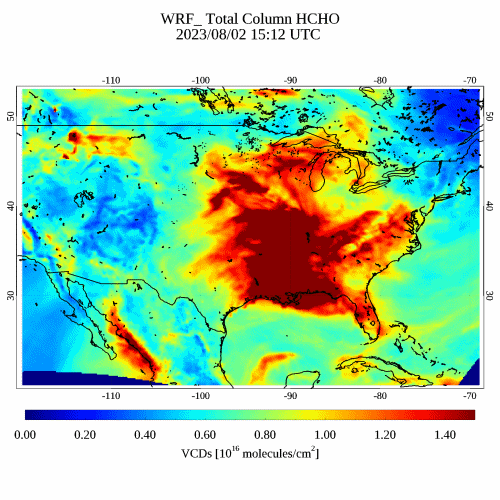 WRF_ Total Column HCHO
2023/08/02 15:12 UTC
-110 -100 -90 -80 -70
50 50
40 40
30 30
-110 -100 -90 -80
0.00 0.20 0.40 0.60 0.80 1.00 1.20 1.40
VCDs [10¹⁶ molecules/cm²]